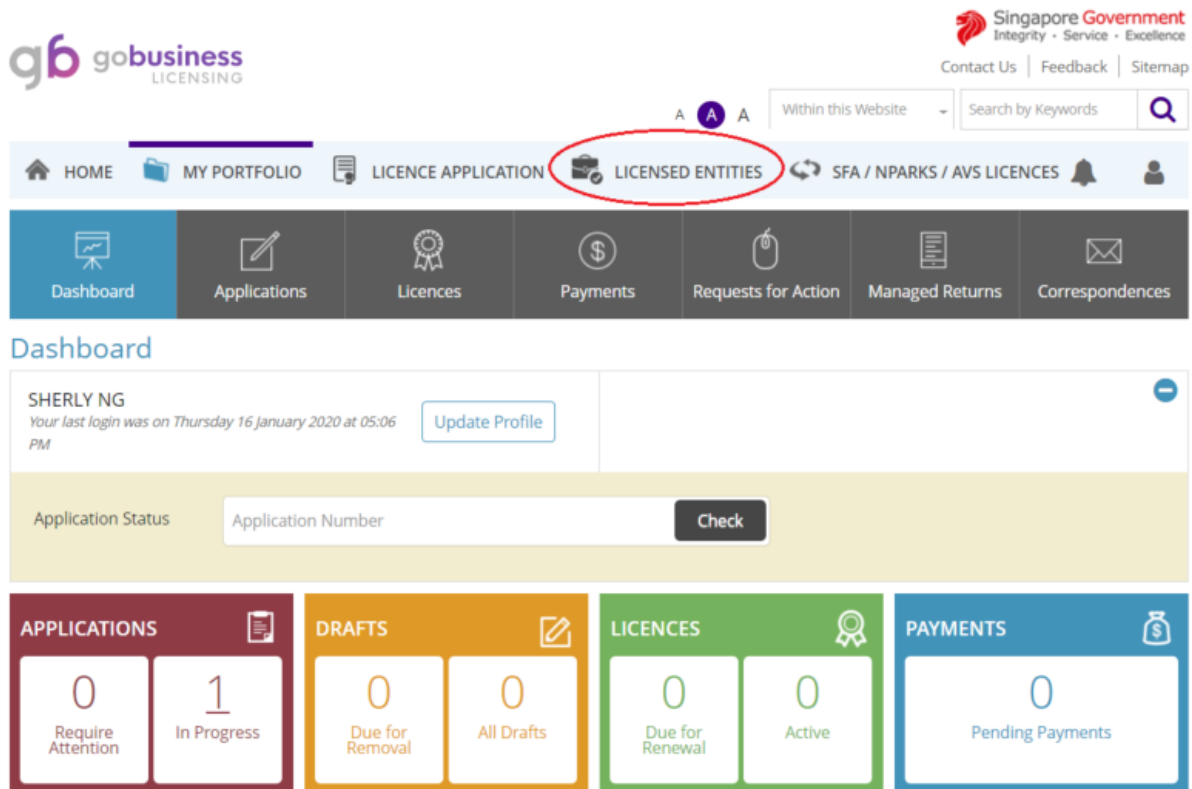 Singapore Government
Integrity · Service · Excellence
gb gobusiness
LICENSING
Contact Us | Feedback | Sitemap
A A A Within this Website Search by Keywords
HOME MY PORTFOLIO LICENCE APPLICATION LICENSED ENTITIES SFA / NPARKS / AVS LICENCES
Dashboard Applications Licences Payments Requests for Action Managed Returns Correspondences
Dashboard
SHERLY NG
Your last login was on Thursday 16 January 2020 at 05:06
PM
Update Profile
Application Status Application Number Check
APPLICATIONS DRAFTS LICENCES PAYMENTS
0 1 0 0 0 0 0
Require Attention In Progress Due for Removal All Drafts Due for Renewal Active Pending Payments